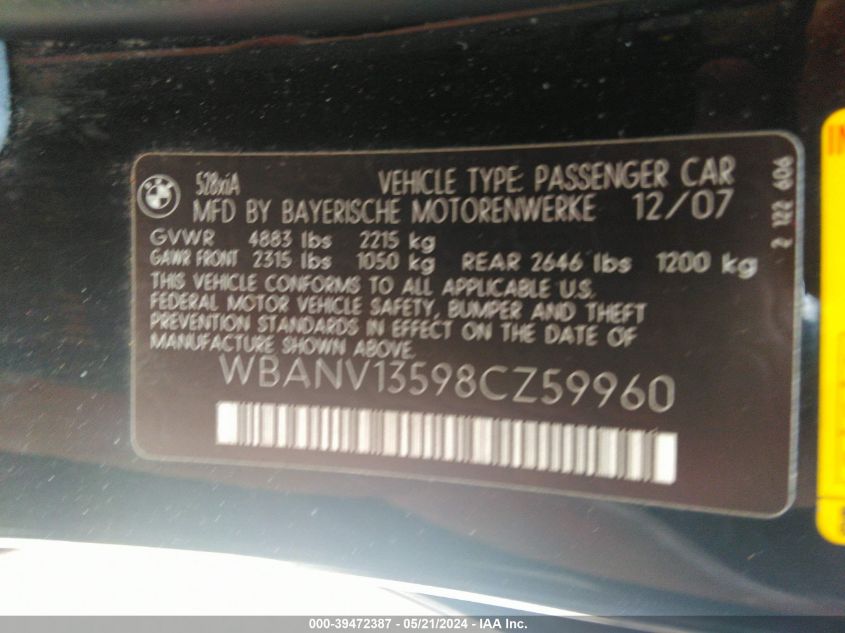 BMW
528xiA
VEHICLE TYPE: PASSENGER CAR
MFD BY BAYERISCHE MOTORENWERKE 12/07
GVWR 4883 lbs 2215 kg
GAWR FRONT 2315 lbs 1050 kg REAR 2646 lbs 1200 kg
THIS VEHICLE CONFORMS TO ALL APPLICABLE U.S.
FEDERAL MOTOR VEHICLE SAFETY, BUMPER AND THEFT
PREVENTION STANDARDS IN EFFECT ON THE DATE OF
MANUFACTURE SHOWN ABOVE.
WBANV13598CZ59960
2 122 606
000-39472387 - 05/21/2024 - IAA, Inc.